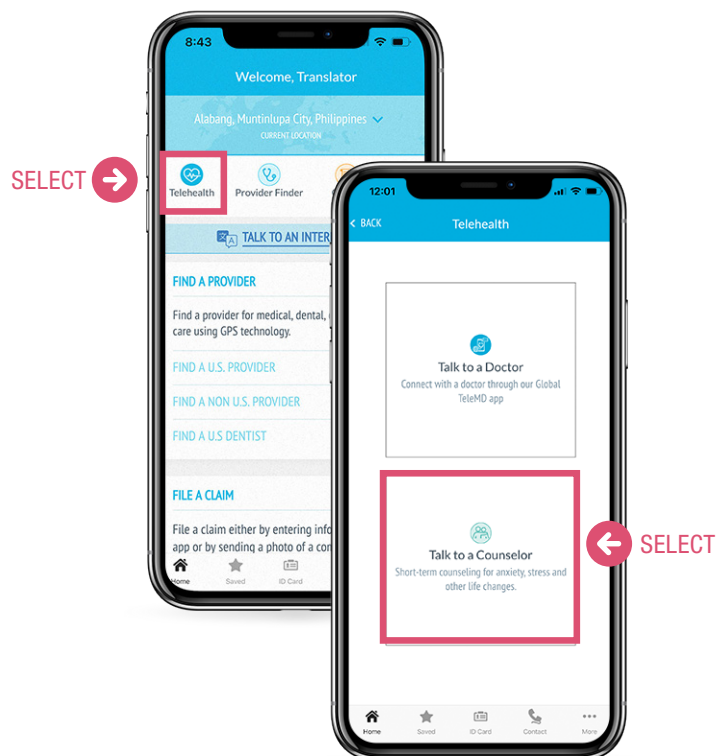 8:43
Welcome, Translator
Alabang, Muntinlupa City, Philippines
CURRENT LOCATION
SELECT
Telehealth
Provider Finder
TALK TO AN INTER
FIND A PROVIDER
Find a provider for medical, dental,
care using GPS technology.
FIND A U.S. PROVIDER
FIND A NON U.S. PROVIDER
FIND A U.S DENTIST
FILE A CLAIM
File a claim either by entering info
app or by sending a photo of a con
Home
Saved
ID Card
12:01
BACK
Telehealth
Talk to a Doctor
Connect with a doctor through our Global
TeleMD app
Talk to a Counselor
Short-term counseling for anxiety, stress and
other life changes.
SELECT
Home
Saved
ID Card
Contact
More